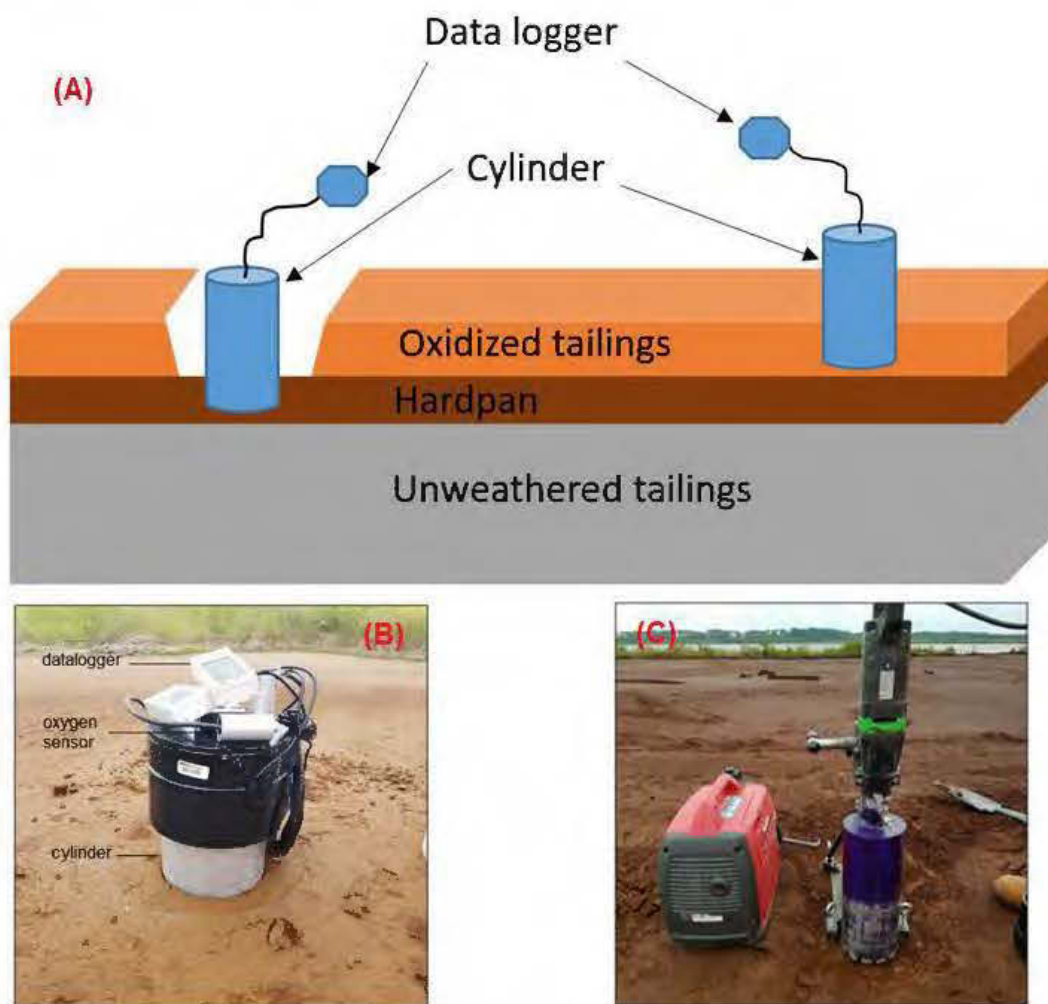 Data logger
(A)
Cylinder
Oxidized tailings
Hardpan
Unweathered tailings
(B)
datalogger
oxygen
sensor
cylinder
(C)